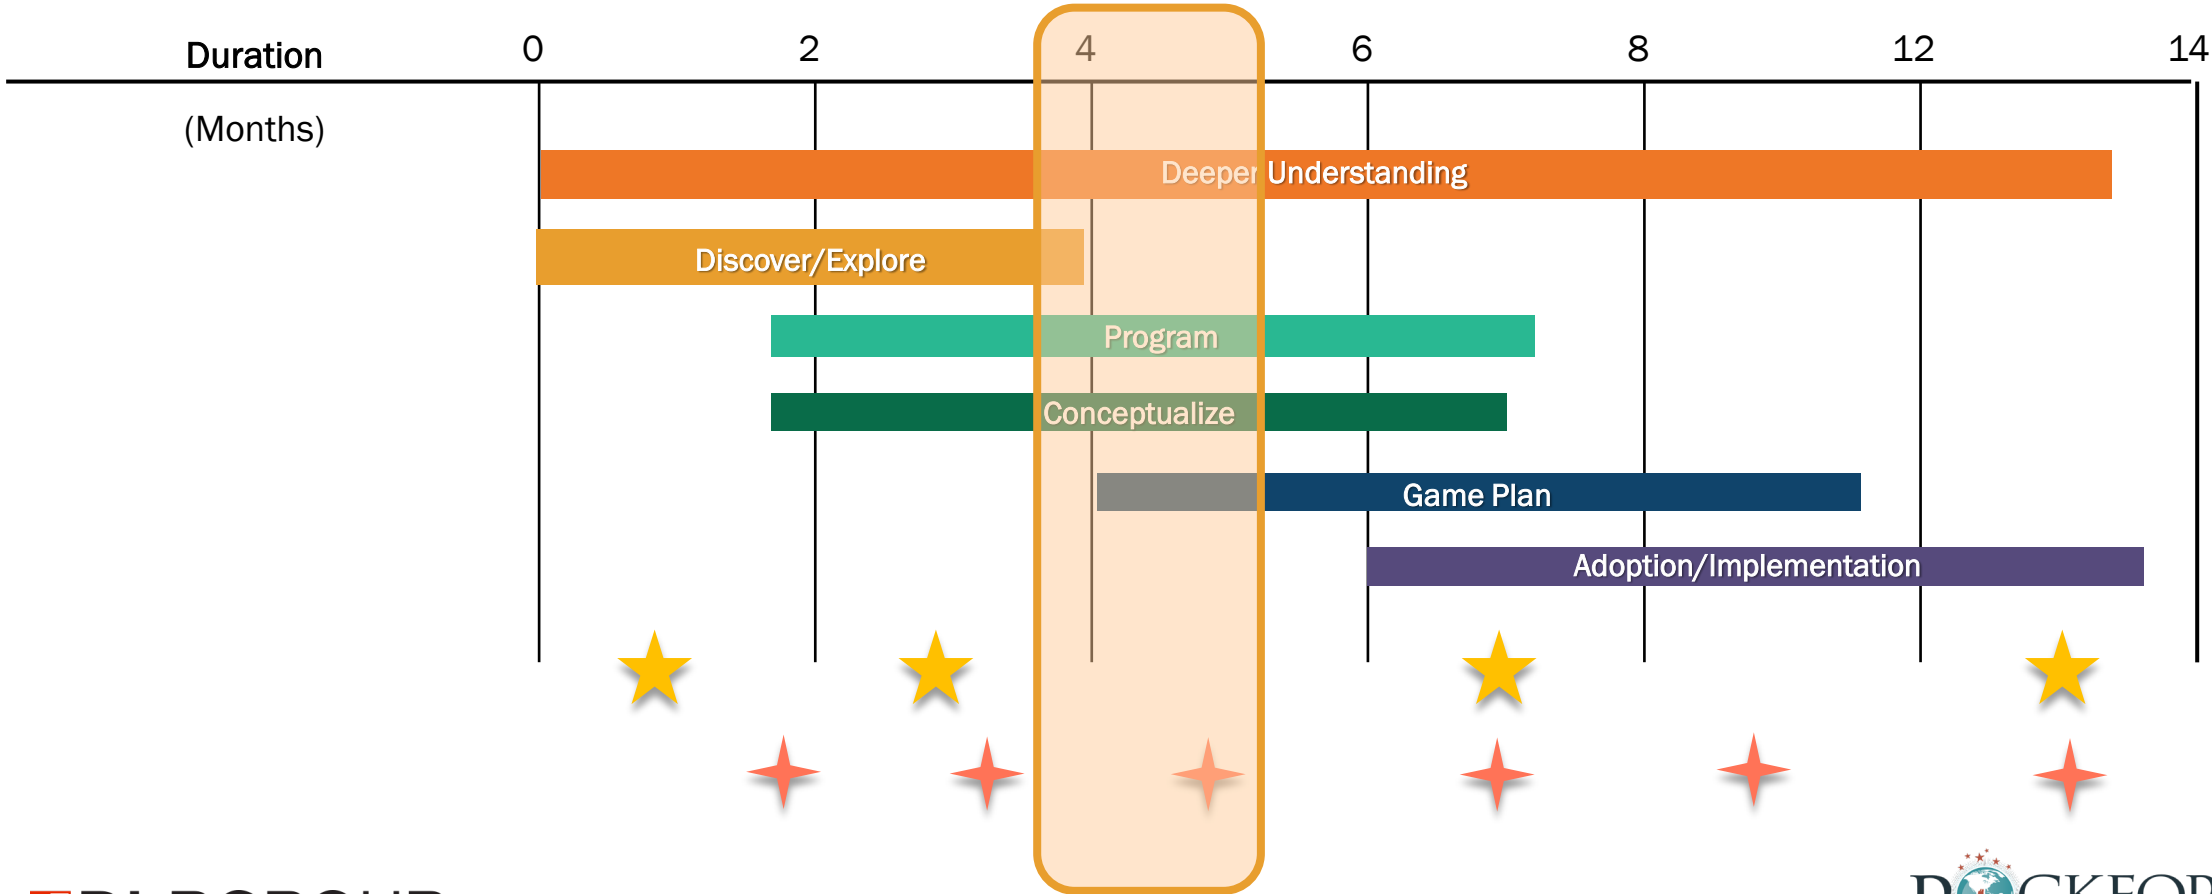 Duration 0 2 4 6 8 12 14
(Months)
Deeper Understanding
Discover/Explore
Program
Conceptualize
Game Plan
Adoption/Implementation